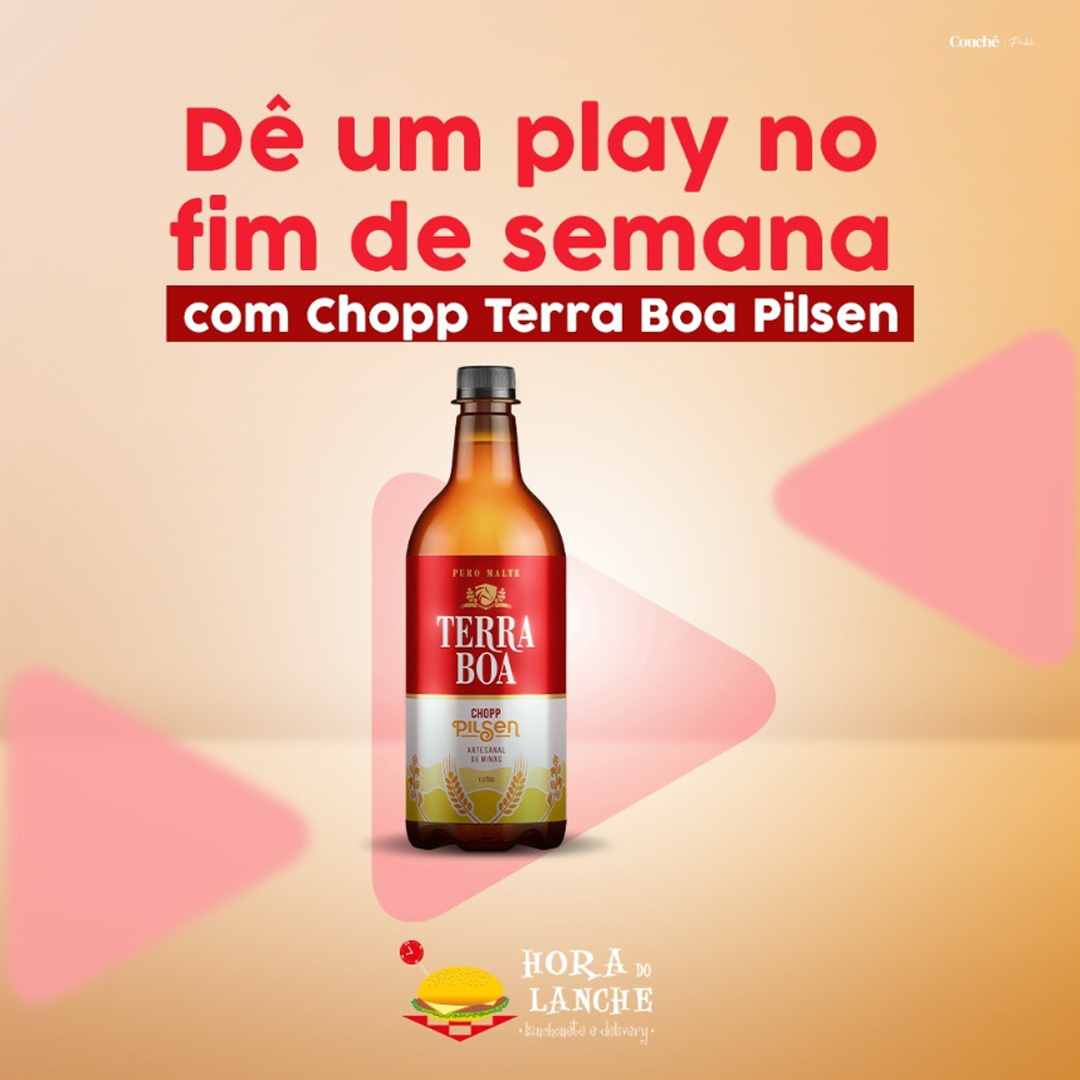 Couchê
Dê um play no
fim de semana
com Chopp Terra Boa Pilsen
PURO MALTE
TERRA
BOA
CHOPP
PILSen
ARTESANAL
DE MINAS
1 LITRO
HORA DO
LANCHE
• lanchonete e delivery •